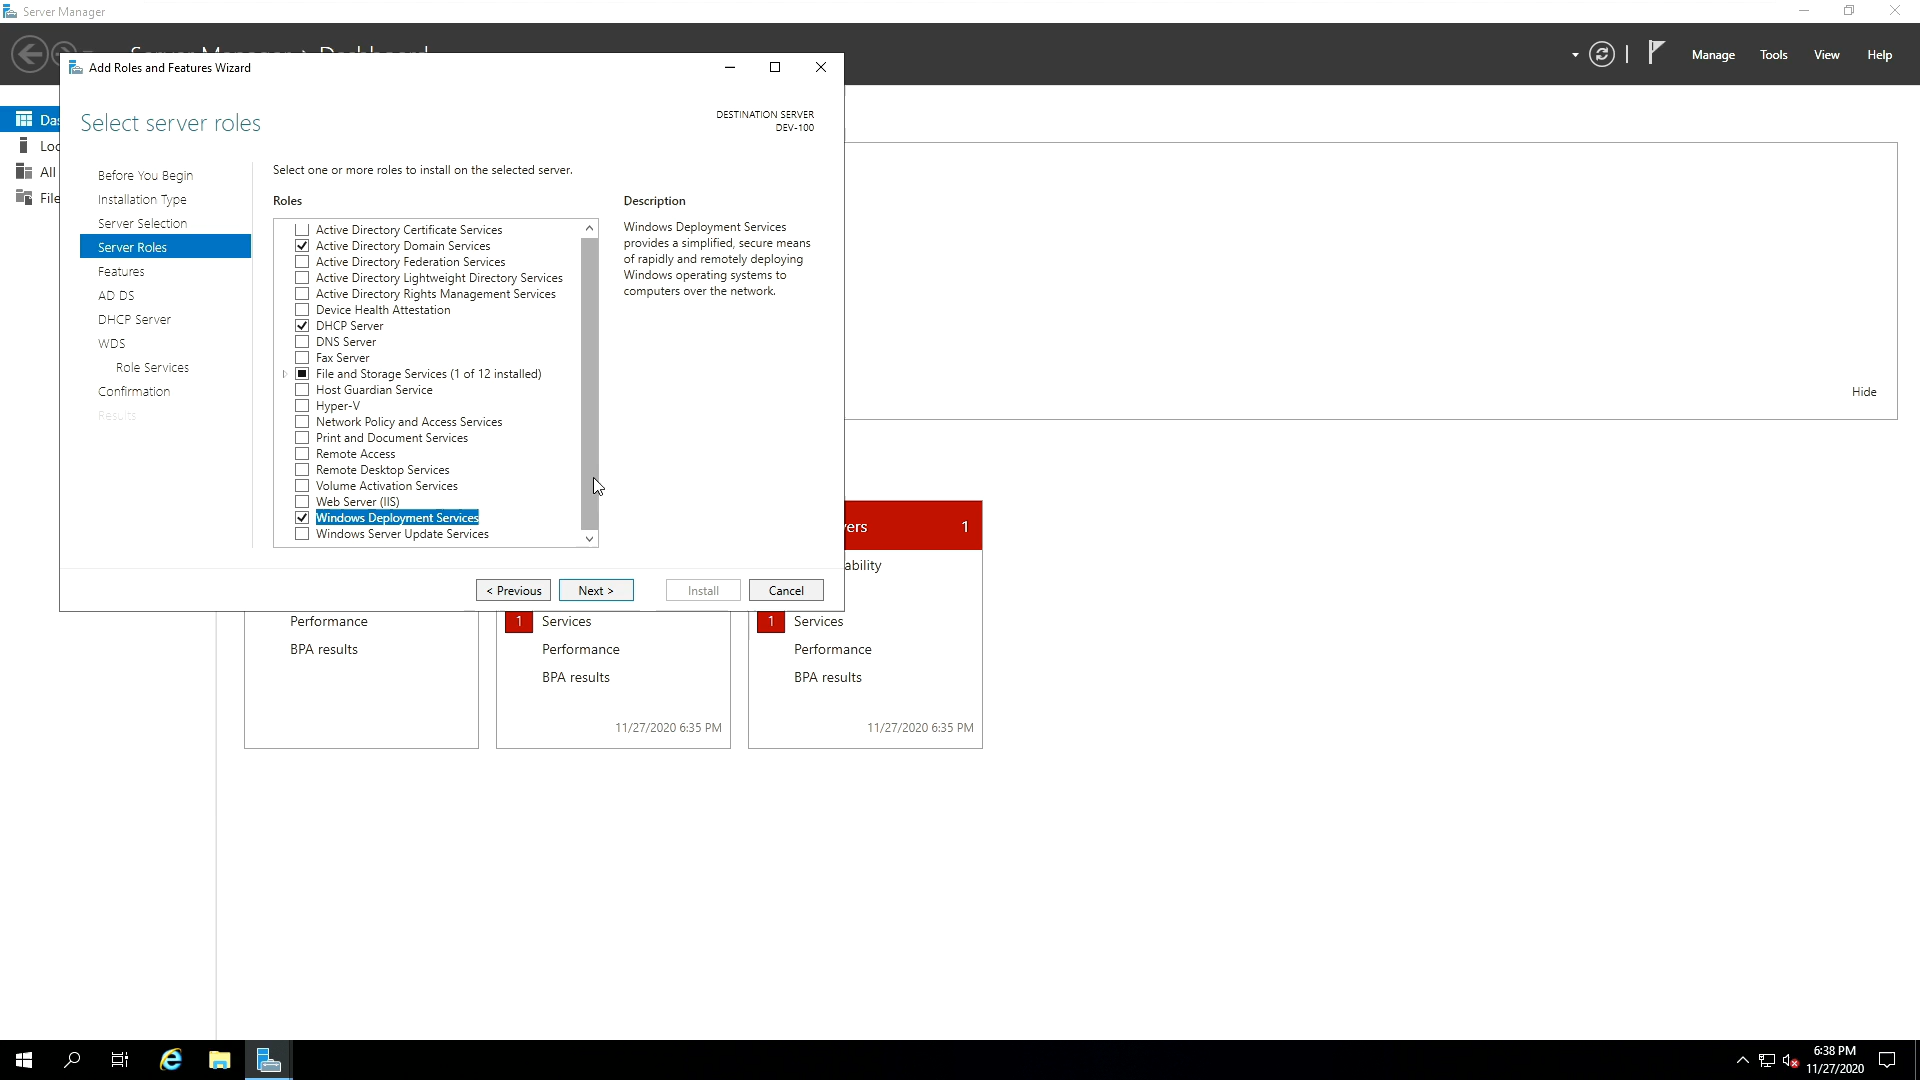 Server Manager
Manage
Tools
View
Help
Add Roles and Features Wizard
Select server roles
DESTINATION SERVER
DEV-100
Before You Begin
Installation Type
Server Selection
Server Roles
Features
AD DS
DHCP Server
WDS
Role Services
Confirmation
Results
Select one or more roles to install on the selected server.
Roles
Active Directory Certificate Services
Active Directory Domain Services
Active Directory Federation Services
Active Directory Lightweight Directory Services
Active Directory Rights Management Services
Device Health Attestation
DHCP Server
DNS Server
Fax Server
File and Storage Services (1 of 12 installed)
Host Guardian Service
Hyper-V
Network Policy and Access Services
Print and Document Services
Remote Access
Remote Desktop Services
Volume Activation Services
Web Server (IIS)
Windows Deployment Services
Windows Server Update Services
Description
Windows Deployment Services
provides a simplified, secure means
of rapidly and remotely deploying
Windows operating systems to
computers over the network.
< Previous
Next >
Install
Cancel
Hide
1
Performance
BPA results
1 Services
Performance
BPA results
11/27/2020 6:35 PM
1 Services
Performance
BPA results
11/27/2020 6:35 PM
6:38 PM
11/27/2020